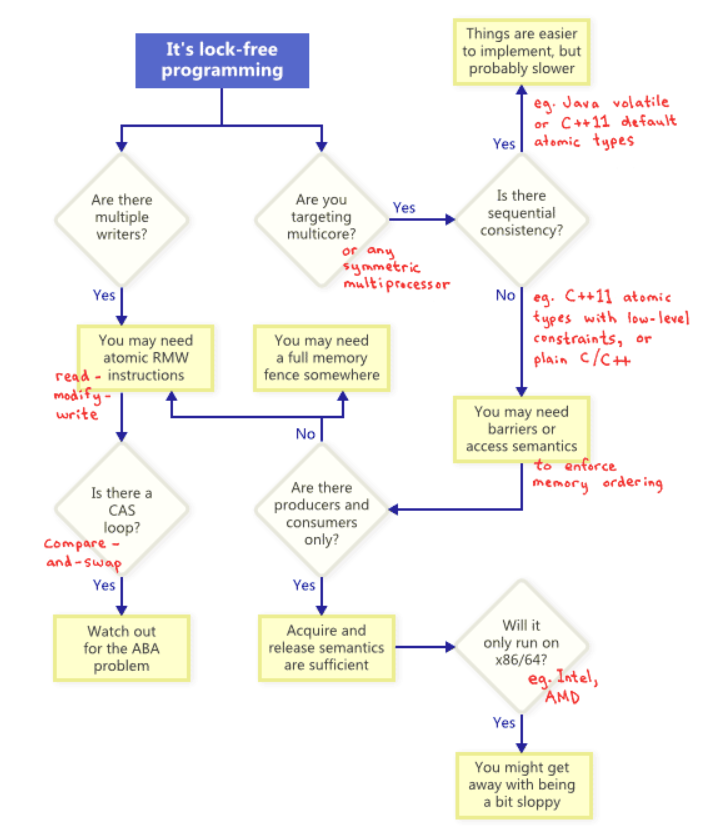 It's lock-free
programming
Things are easier
to implement, but
probably slower
eg. Java volatile
or C++11 default
atomic types
Yes
Are there
multiple
writers?
Are you
targeting
multicore?
Yes
Is there
sequential
consistency?
or any
symmetric
multiprocessor
Yes
No
eg. C++11 atomic
types with low-level
constraints, or
plain C/C++
You may need
atomic RMW
instructions
read-
modify-
write
You may need
a full memory
fence somewhere
No
You may need
barriers or
access semantics
to enforce
memory ordering
Is there a
CAS
loop?
Compare-
and-swap
Are there
producers and
consumers
only?
Yes
Yes
Watch out
for the ABA
problem
Acquire and
release semantics
are sufficient
Will it
only run on
x86/64?
eg. Intel,
AMD
Yes
You might get
away with being
a bit sloppy